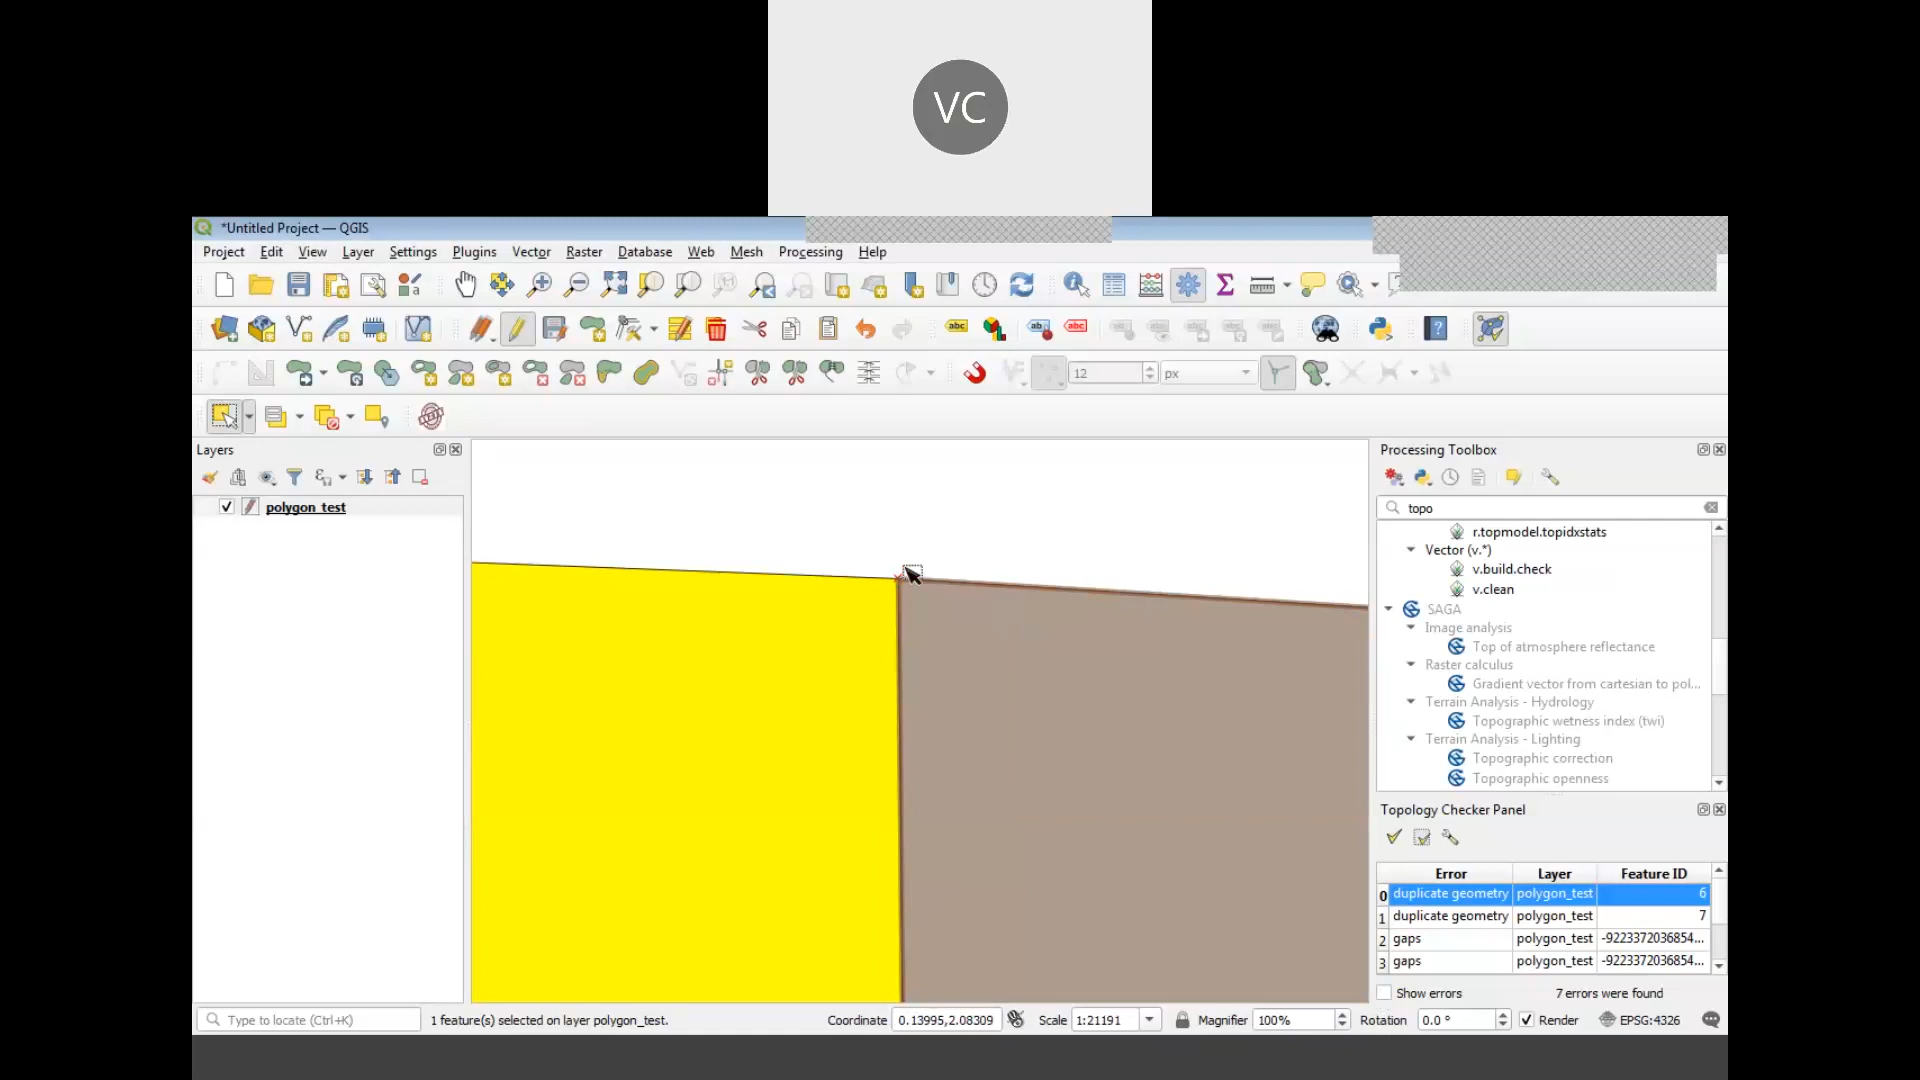 VC
*Untitled Project — QGIS
Project Edit View Layer Settings Plugins Vector Raster Database Web Mesh Processing Help
abc ab abc
12 px
Layers
polygon_test
Processing Toolbox
topo
r.topmodel.topidxstats
Vector (v.*)
v.build.check
v.clean
SAGA
Image analysis
Top of atmosphere reflectance
Raster calculus
Gradient vector from cartesian to pol...
Terrain Analysis - Hydrology
Topographic wetness index (twi)
Terrain Analysis - Lighting
Topographic correction
Topographic openness
Topology Checker Panel
Error Layer Feature ID
0 duplicate geometry polygon_test 6
1 duplicate geometry polygon_test 7
2 gaps polygon_test -9223372036854...
3 gaps polygon_test -9223372036854...
Show errors 7 errors were found
Type to locate (Ctrl+K) 1 feature(s) selected on layer polygon_test. Coordinate 0.13995,2.08309 Scale 1:21191 Magnifier 100% Rotation 0.0 ° Render EPSG:4326